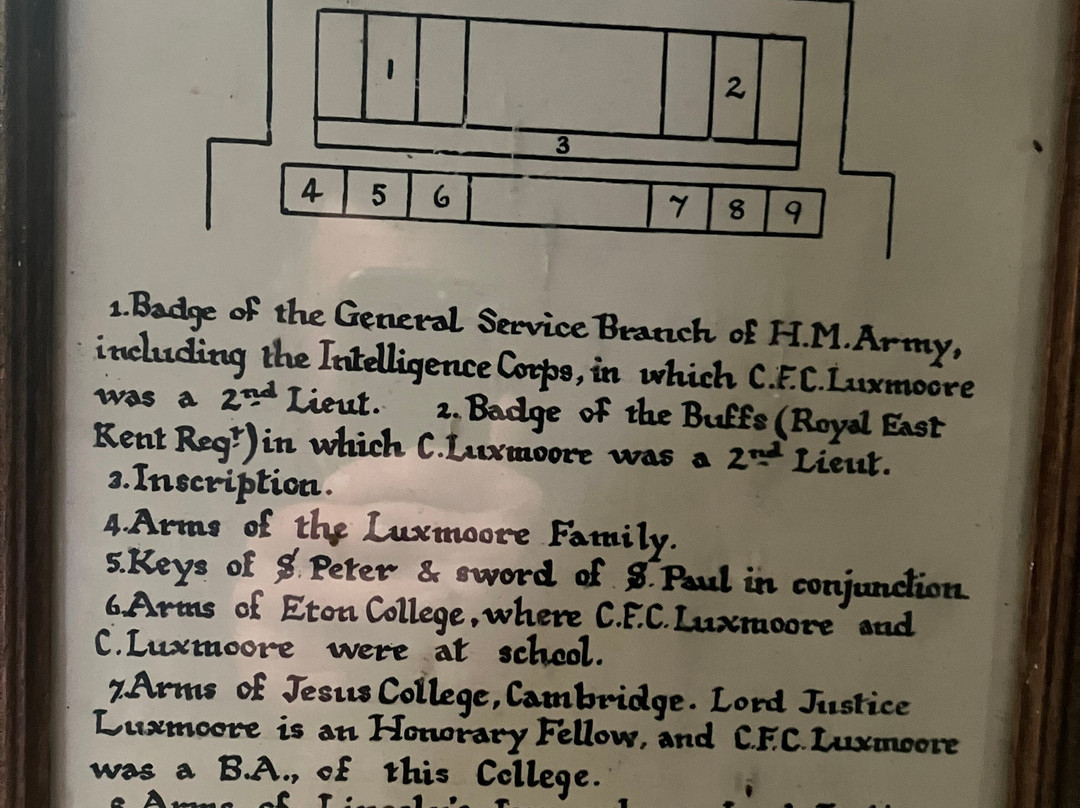 1
2
3
4 5 6 7 8 9
1.Badge of the General Service Branch of H.M.Army,
including the Intelligence Corps, in which C.F.C.Luxmoore
was a 2nd Lieut. 2. Badge of the Buffs (Royal East
Kent Regt) in which C.Luxmoore was a 2nd Lieut.
3.Inscription.
4.Arms of the Luxmoore Family.
5.Keys of S. Peter & sword of S. Paul in conjunction
6.Arms of Eton College, where C.F.C.Luxmoore and
C.Luxmoore were at school.
7.Arms of Jesus College, Cambridge. Lord Justice
Luxmoore is an Honorary Fellow, and C.F.C.Luxmoore
was a B.A., of this College.
8 Arms of Lincoln's